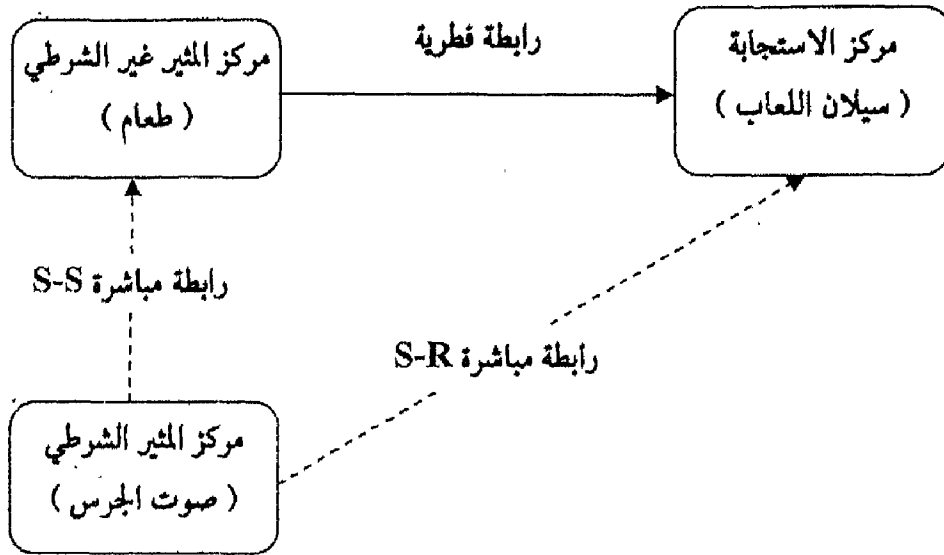 مركز المثير غير الشرطي
( طعام )
رابطة فطرية
مركز الاستجابة
( سيلان اللعاب )
رابطة مباشرة S-S
رابطة مباشرة S-R
مركز المثير الشرطي
( صوت الجرس )